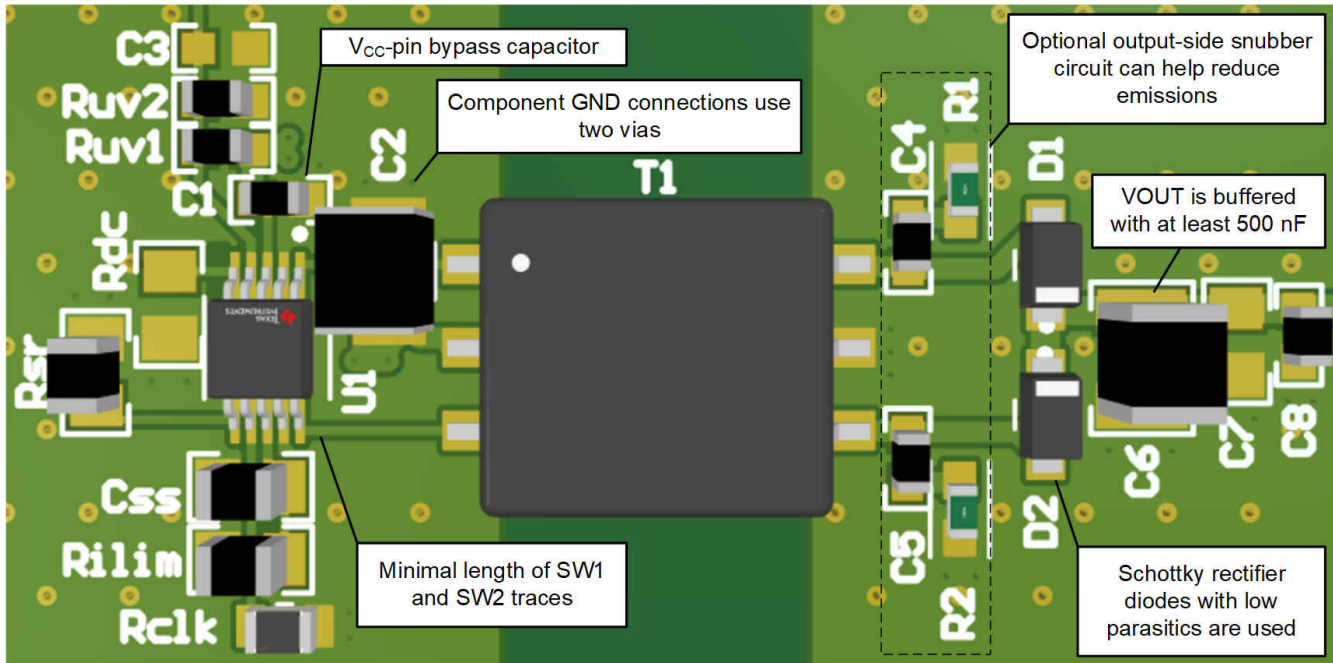 C3
V_CC-pin bypass capacitor
Optional output-side snubber
circuit can help reduce
emissions
Ruv2
Component GND connections use
two vias
R1
Ruv1
C2
C4
D1
T1
C1
VOUT is buffered
with at least 500 nF
Rdc
TEXAS
INSTRUMENTS
Rsr
U1
C6
C7
C8
Css
C5
D2
Rilim
Minimal length of SW1
and SW2 traces
R2
Schottky rectifier
diodes with low
parasitics are used
Rclk